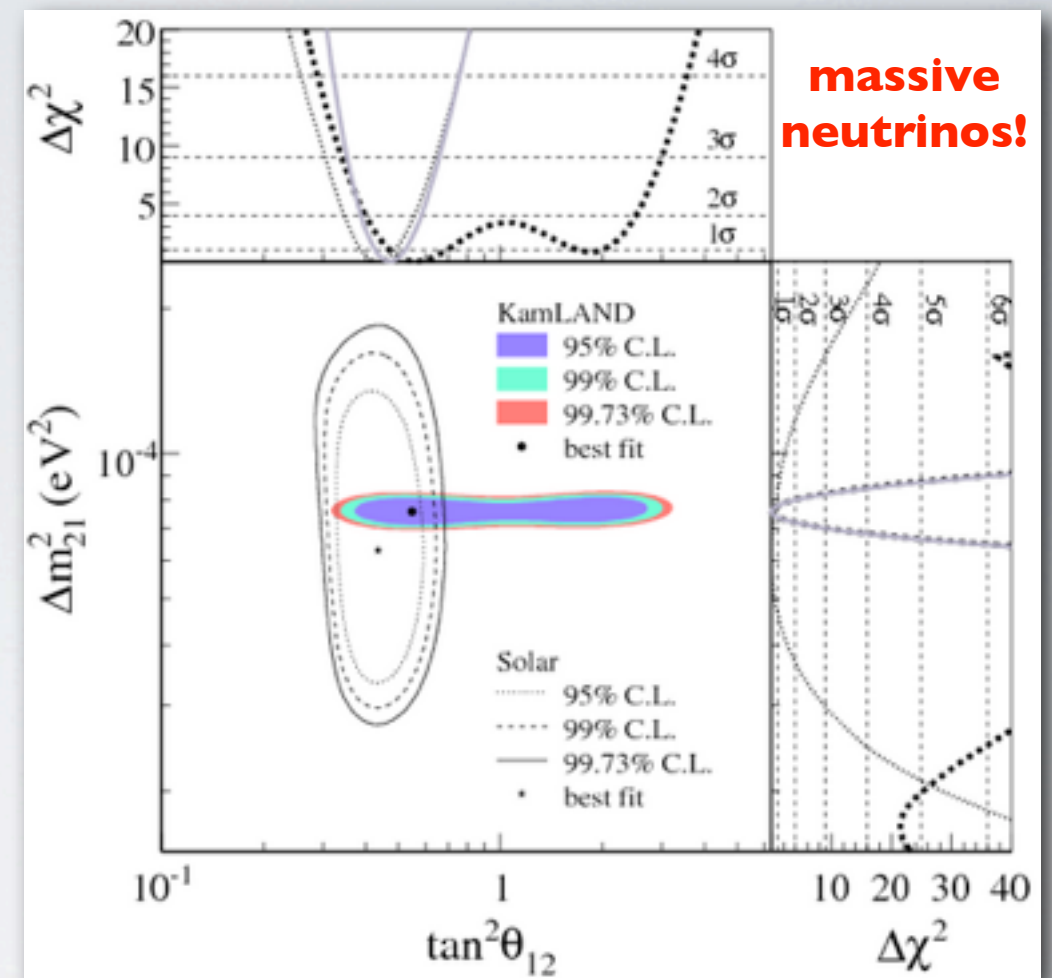 20
15
10
5
Δχ²
4σ
3σ
2σ
1σ
massive
neutrinos!
KamLAND
95% C.L.
99% C.L.
99.73% C.L.
best fit
1σ
2σ
3σ
4σ
5σ
6σ
Δm²₂₁ (eV²)
10⁻⁴
Solar
95% C.L.
99% C.L.
99.73% C.L.
best fit
10⁻¹ 1 10 20 30 40
tan²θ₁₂ Δχ²